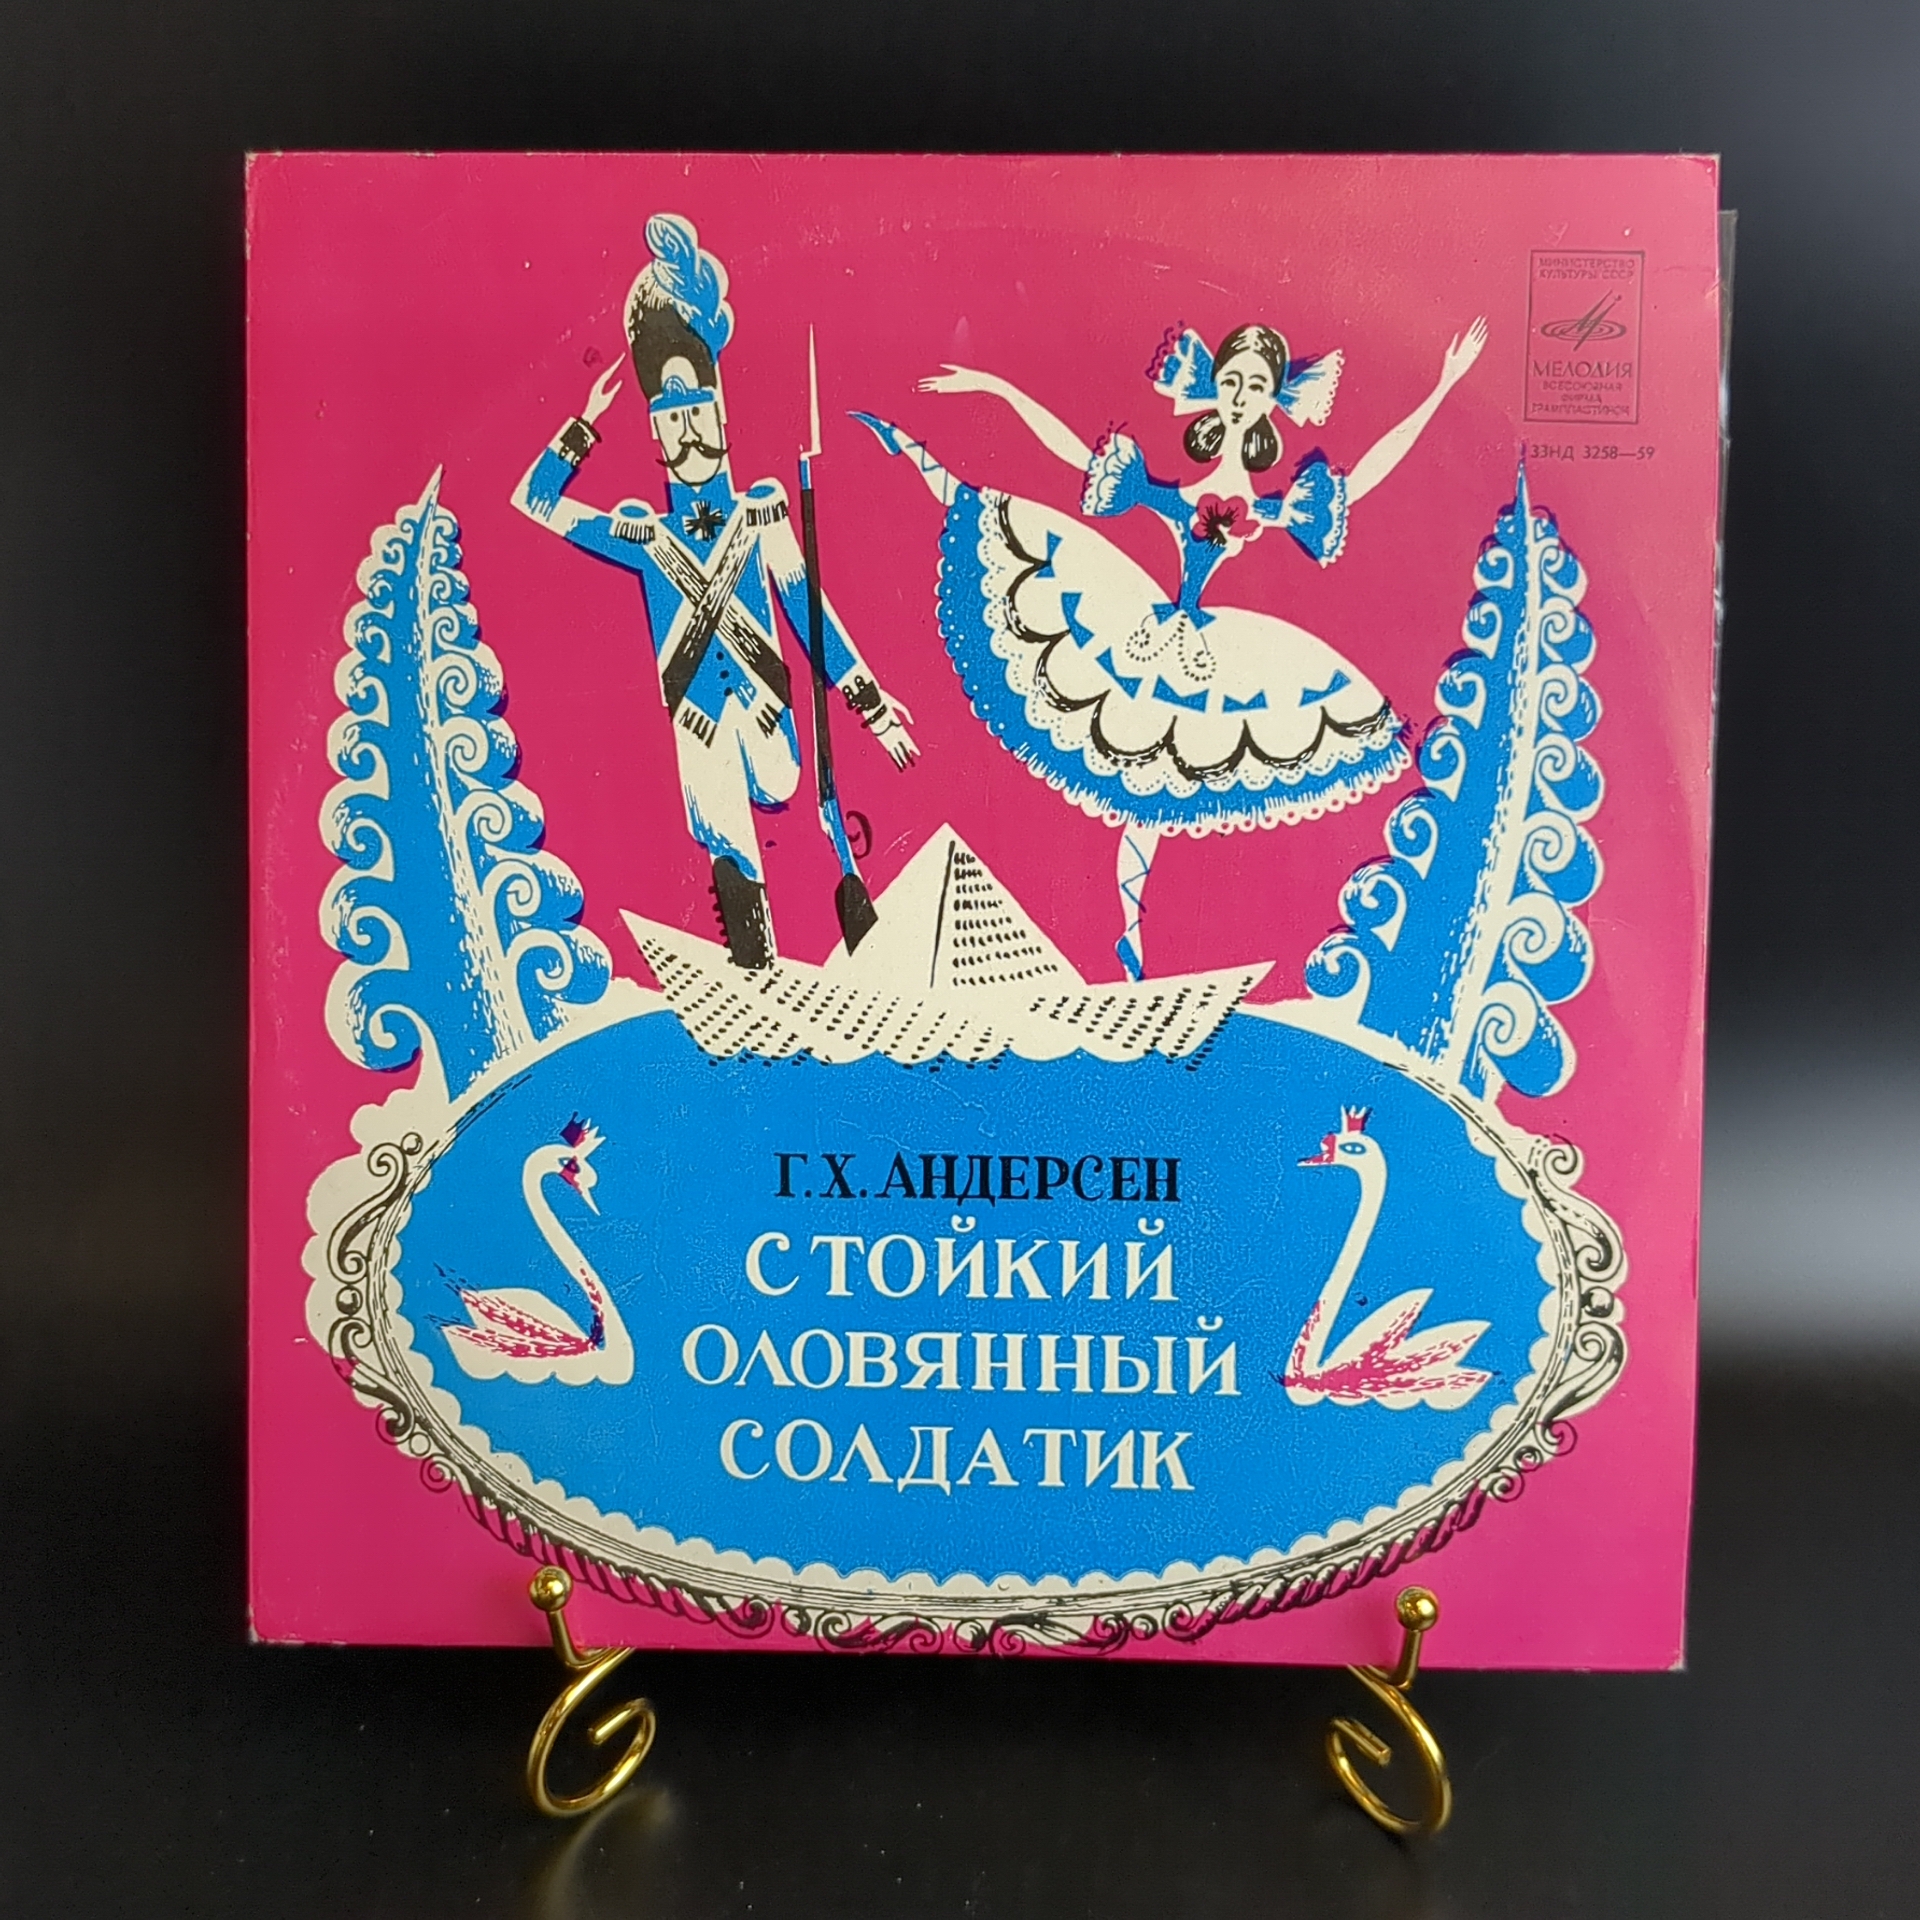 МИНИСТЕРСТВО
КУЛЬТУРЫ СССР
МЕЛОДИЯ
ВСЕСОЮЗНАЯ
ФИРМА
ГРАМПЛАСТИНОК
33НД 3258—59
Г. Х. АНДЕРСЕН
СТОЙКИЙ
ОЛОВЯННЫЙ
СОЛДАТИК